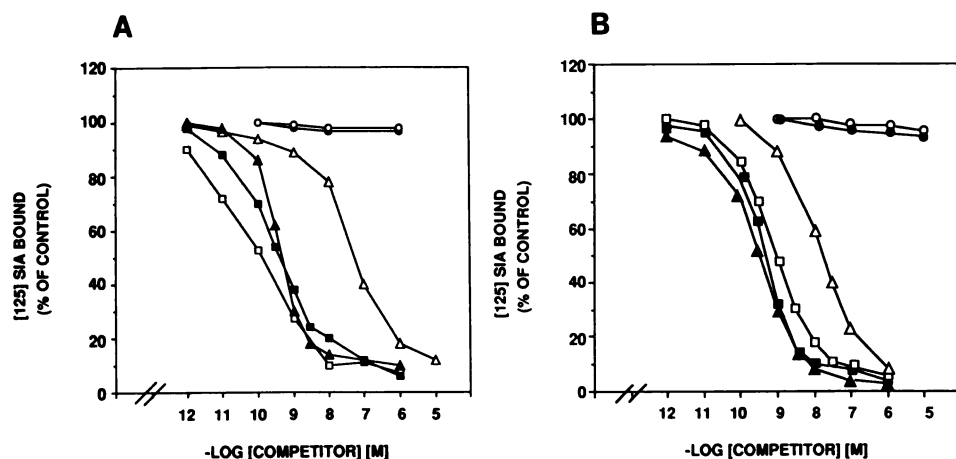 A
120
100
80
60
40
20
0
[125] SIA BOUND
(% OF CONTROL)
12 11 10 9 8 7 6 5
-LOG [COMPETITOR] [M]
B
120
100
80
60
40
20
0
[125] SIA BOUND
(% OF CONTROL)
12 11 10 9 8 7 6 5
-LOG [COMPETITOR] [M]